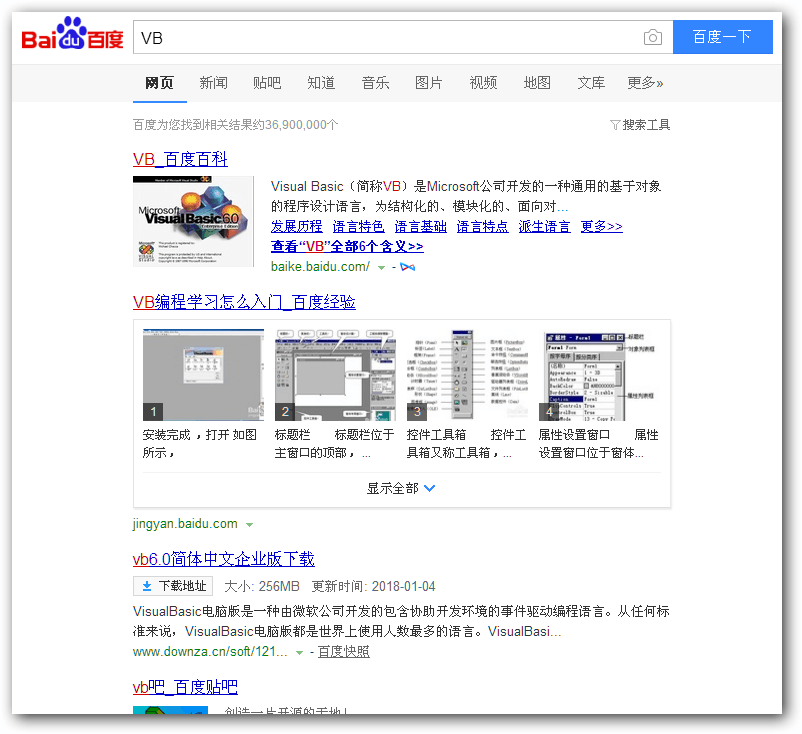 Bai du 百度
VB
百度一下
网页 新闻 贴吧 知道 音乐 图片 视频 地图 文库 更多»
百度为您找到相关结果约36,900,000个
搜索工具
VB_百度百科
Microsoft
Visual Basic 6.0
Enterprise Edition
Visual Basic（简称VB）是Microsoft公司开发的一种通用的基于对象
的程序设计语言，为结构化的、模块化的、面向对...
发展历程 语言特色 语言基础 语言特点 派生语言 更多>>
查看“VB”全部6个含义>>
baike.baidu.com/ -
VB编程学习怎么入门_百度经验
1
2
3
4
属性 - Form1
安装完成 ，打开 如图
所示，
标题栏 标题栏位于
主窗口的顶部，...
控件工具箱 控件工
具箱又称工具箱，...
属性设置窗口 属性
设置窗口位于窗体...
显示全部
jingyan.baidu.com
vb6.0简体中文企业版下载
下载地址 大小: 256MB 更新时间: 2018-01-04
VisualBasic电脑版是一种由微软公司开发的包含协助开发环境的事件驱动编程语言。从任何标
准来说，VisualBasic电脑版都是世界上使用人数最多的语言。VisualBasi...
www.downza.cn/soft/121... - 百度快照
vb吧_百度贴吧